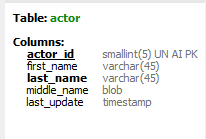 Table: actor
Columns:
actor_id smallint(5) UN AI PK
first_name varchar(45)
last_name varchar(45)
middle_name blob
last_update timestamp